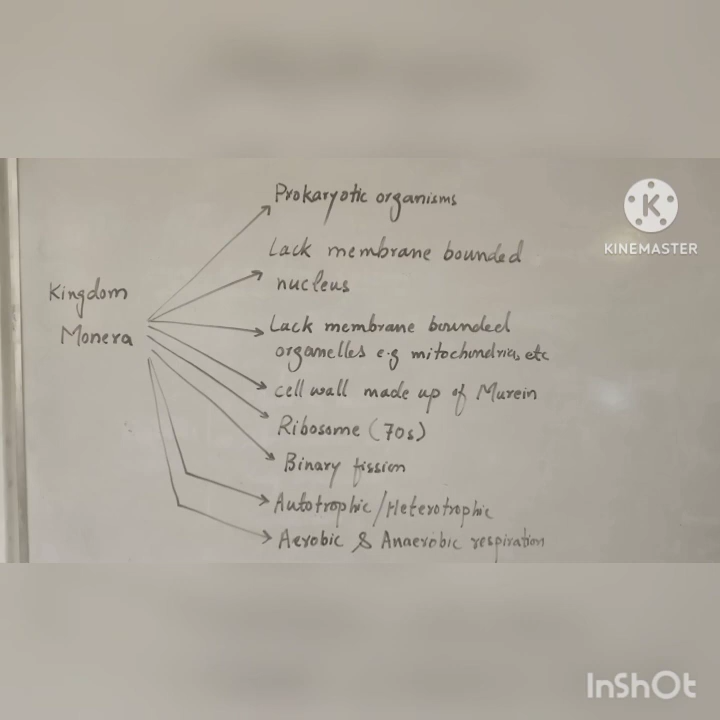 Prokaryotic organisms
Lack membrane bounded
nucleus
Kingdom
Monera
Lack membrane bounded
organelles e.g mitochondria, etc
cell wall made up of Murein
Ribosome (70s)
Binary fission
Autotrophic/Heterotrophic
Aerobic & Anaerobic respiration
K
KINEMASTER
InShOt